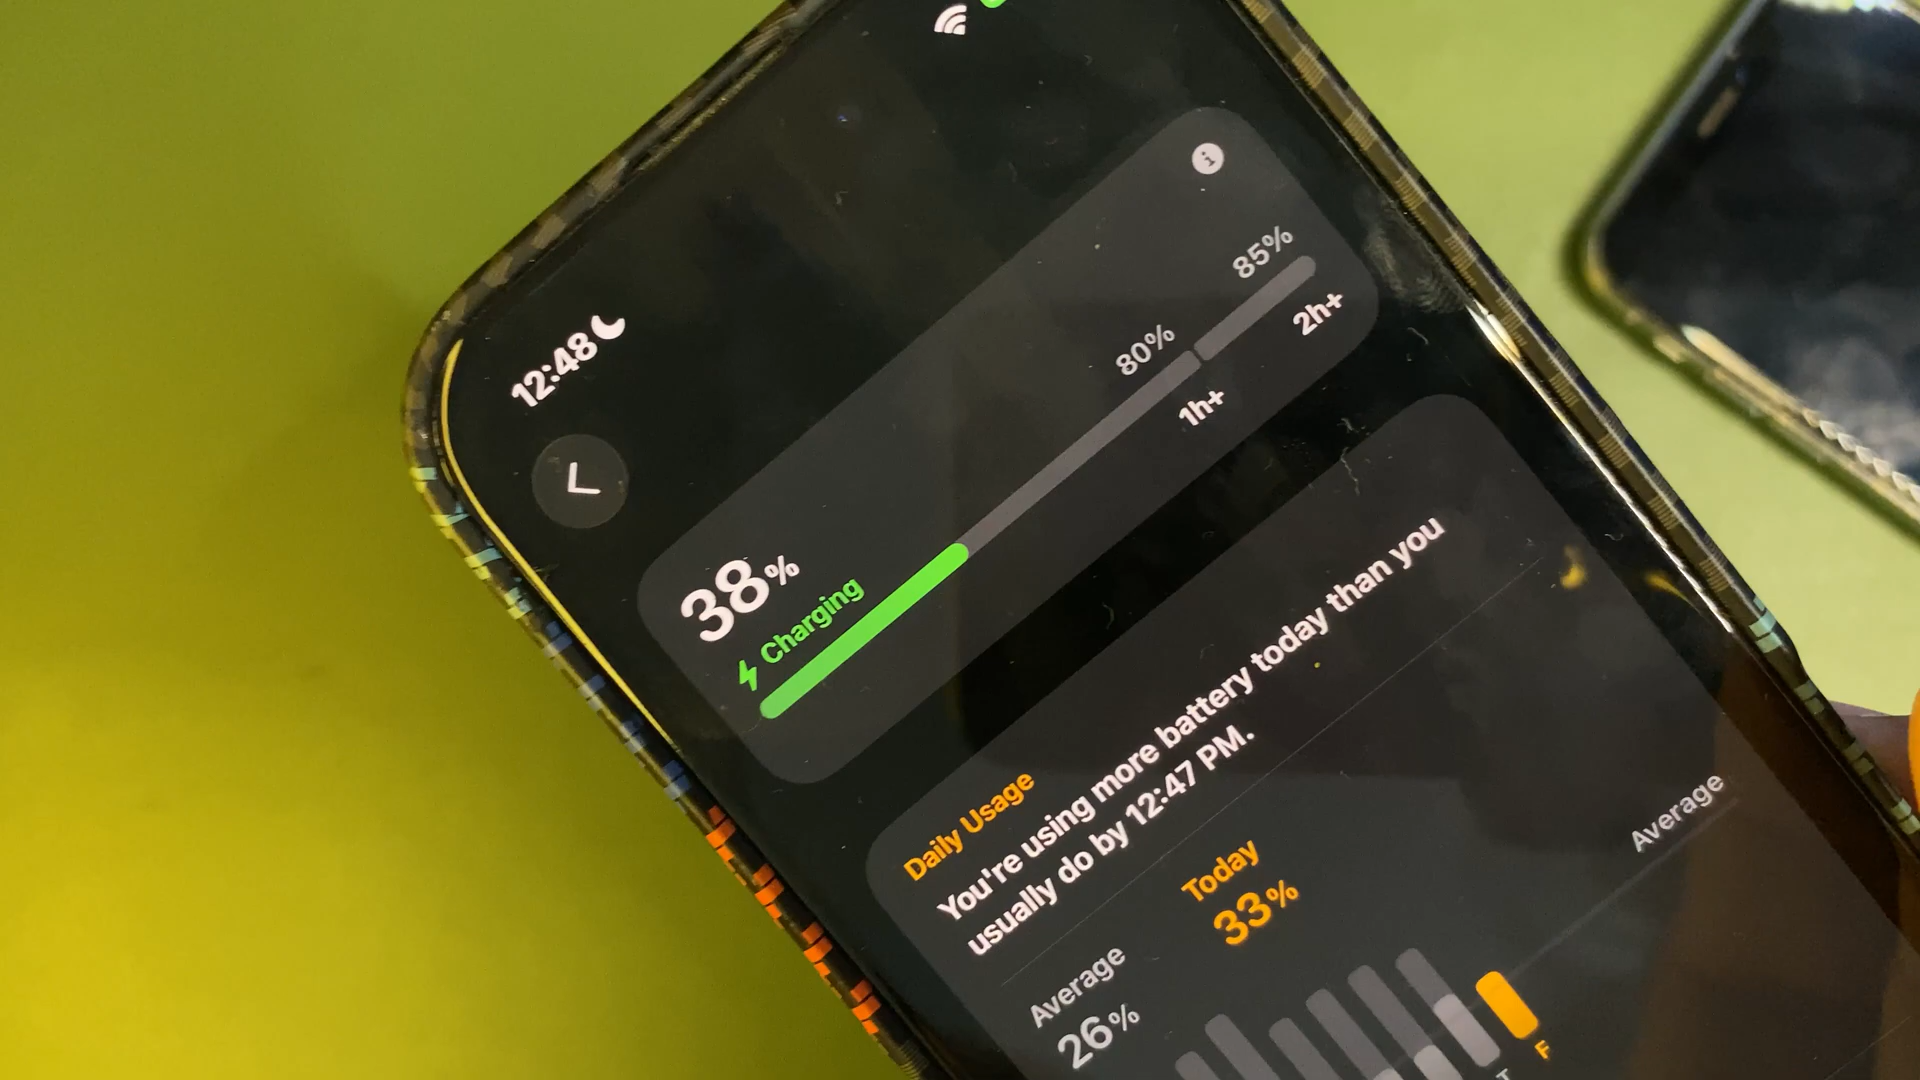 12:48
38%
Charging
80%
85%
1h+
2h+
Daily Usage
You're using more battery today than you
usually do by 12:47 PM.
Average
26%
Today
33%
Average
T
F